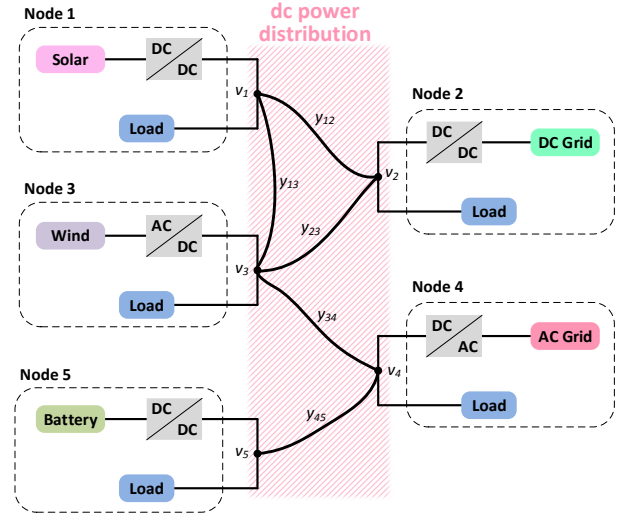 dc power
distribution
Node 1
Solar
DC
DC
Load
v1
y12
y13
Node 2
DC
DC
DC Grid
v2
Load
Node 3
Wind
AC
DC
Load
v3
y23
y34
Node 4
DC
AC
AC Grid
v4
Load
Node 5
Battery
DC
DC
Load
v5
y45